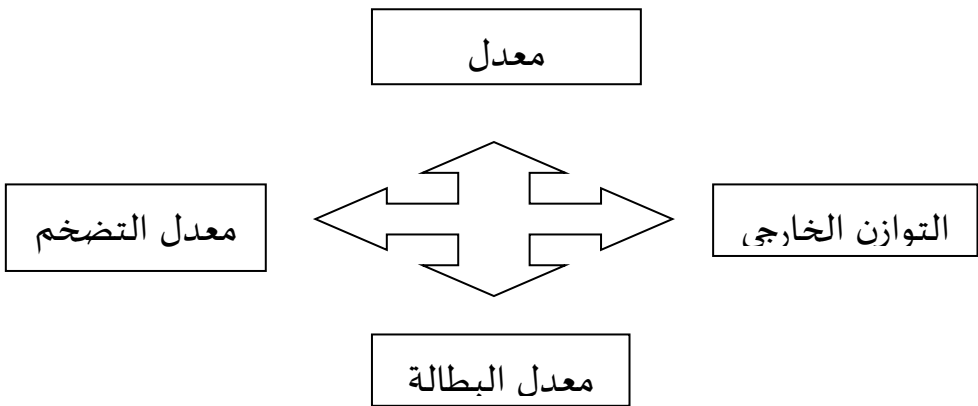 معدل
التوازن الخارجي
معدل التضخم
معدل البطالة